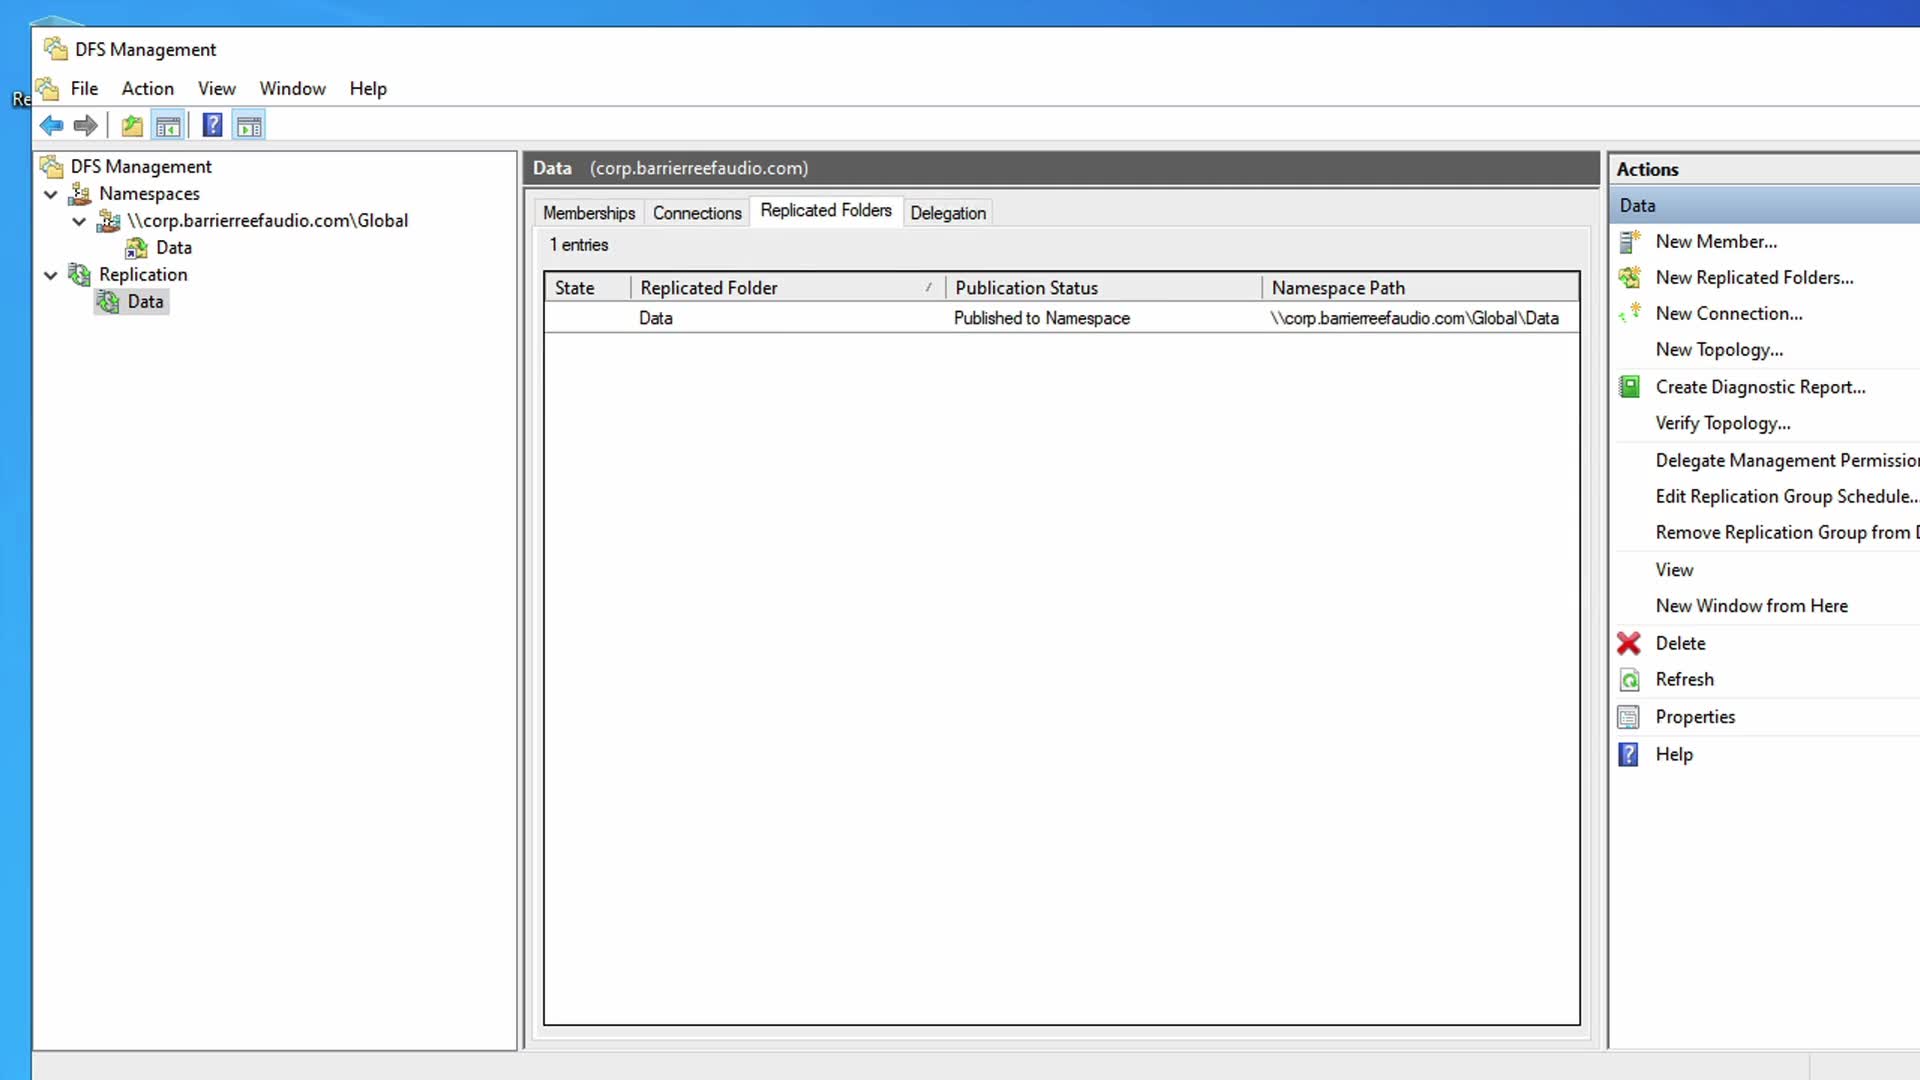 DFS Management
Re
File Action View Window Help
DFS Management
Namespaces
\\corp.barrierreefaudio.com\Global
Data
Replication
Data
Data (corp.barrierreefaudio.com)
Memberships Connections Replicated Folders Delegation
1 entries
State Replicated Folder Publication Status Namespace Path
Data Published to Namespace \\corp.barrierreefaudio.com\Global\Data
Actions
Data
New Member...
New Replicated Folders...
New Connection...
New Topology...
Create Diagnostic Report...
Verify Topology...
Delegate Management Permission
Edit Replication Group Schedule...
Remove Replication Group from D
View
New Window from Here
Delete
Refresh
Properties
Help